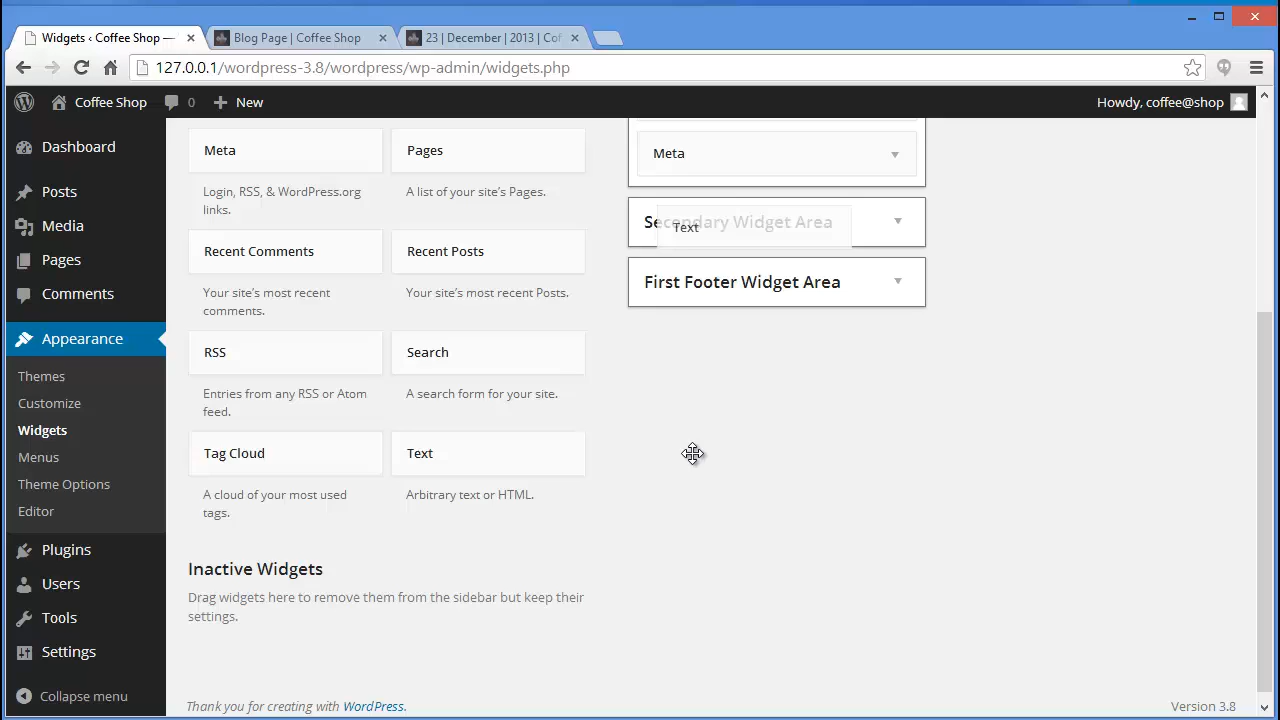 Widgets ‹ Coffee Shop —
Blog Page | Coffee Shop
23 | December | 2013 | Cof
127.0.0.1/wordpress-3.8/wordpress/wp-admin/widgets.php
Coffee Shop
0
New
Howdy, coffee@shop
Dashboard
Posts
Media
Pages
Comments
Appearance
Themes
Customize
Widgets
Menus
Theme Options
Editor
Plugins
Users
Tools
Settings
Collapse menu
Meta
Login, RSS, & WordPress.org
links.
Pages
A list of your site’s Pages.
Recent Comments
Your site’s most recent
comments.
Recent Posts
Your site’s most recent Posts.
RSS
Entries from any RSS or Atom
feed.
Search
A search form for your site.
Tag Cloud
A cloud of your most used
tags.
Text
Arbitrary text or HTML.
Inactive Widgets
Drag widgets here to remove them from the sidebar but keep their
settings.
Meta
Secondary Widget Area
Text
First Footer Widget Area
Thank you for creating with WordPress.
Version 3.8